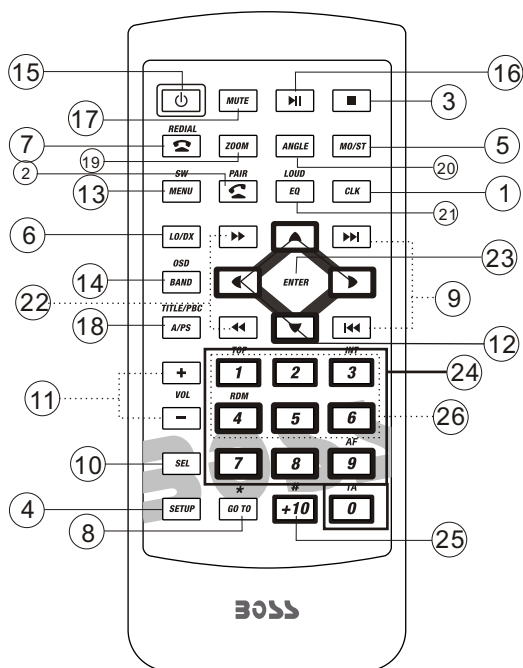 15
16
MUTE
17
3
REDIAL
7
ZOOM
ANGLE
MO/ST
5
19
20
2
SW
PAIR
LOUD
13
MENU
EQ
CLK
1
21
6
LO/DX
OSD
14
BAND
ENTER
23
22
9
TITLE/PBC
18
A/PS
12
TOP
INT
24
+
1
2
3
11
VOL
RDM
-
4
5
6
26
BOSS
AF
10
SEL
7
8
9
*
#
TA
4
SETUP
GO TO
+10
0
8
25
BOSS